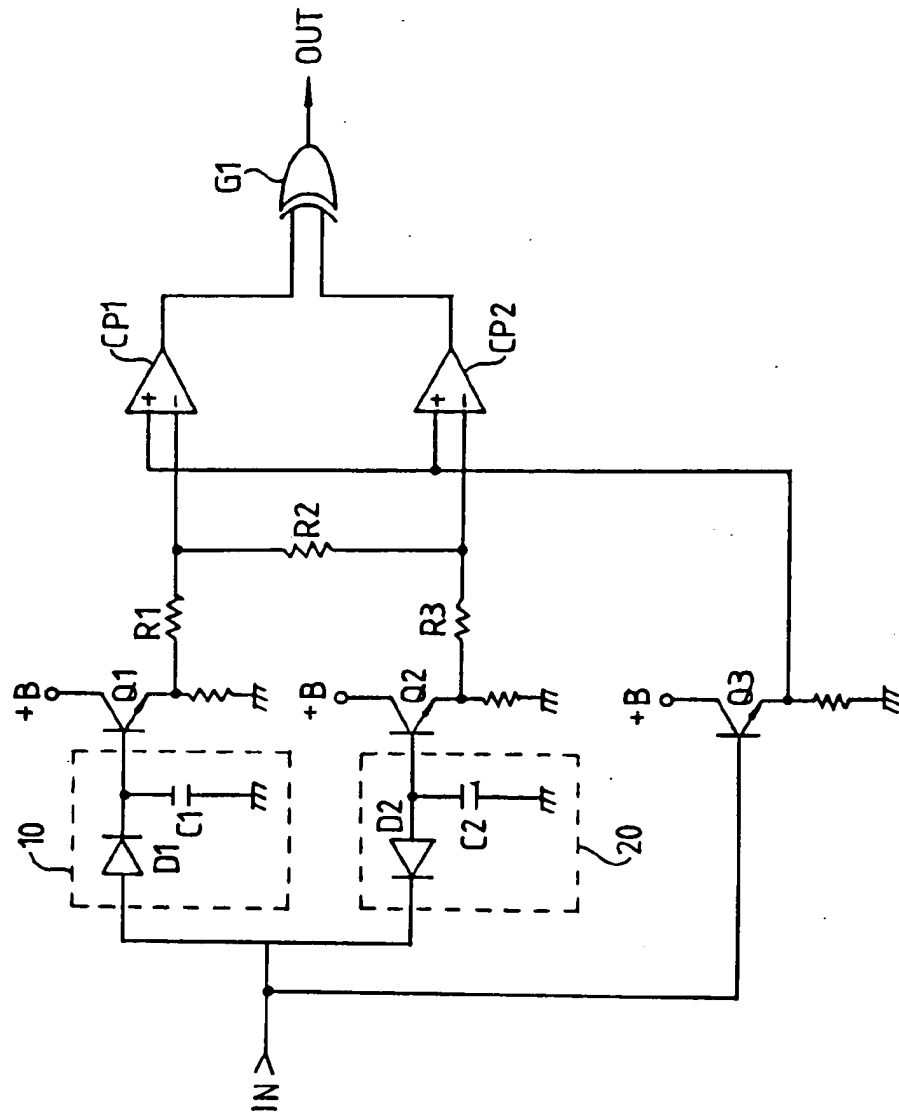 IN
10
D1
C1
+B
Q1
R1
CP1
+
−
G1
OUT
R2
20
D2
C2
+B
Q2
R3
CP2
+
−
+B
Q3